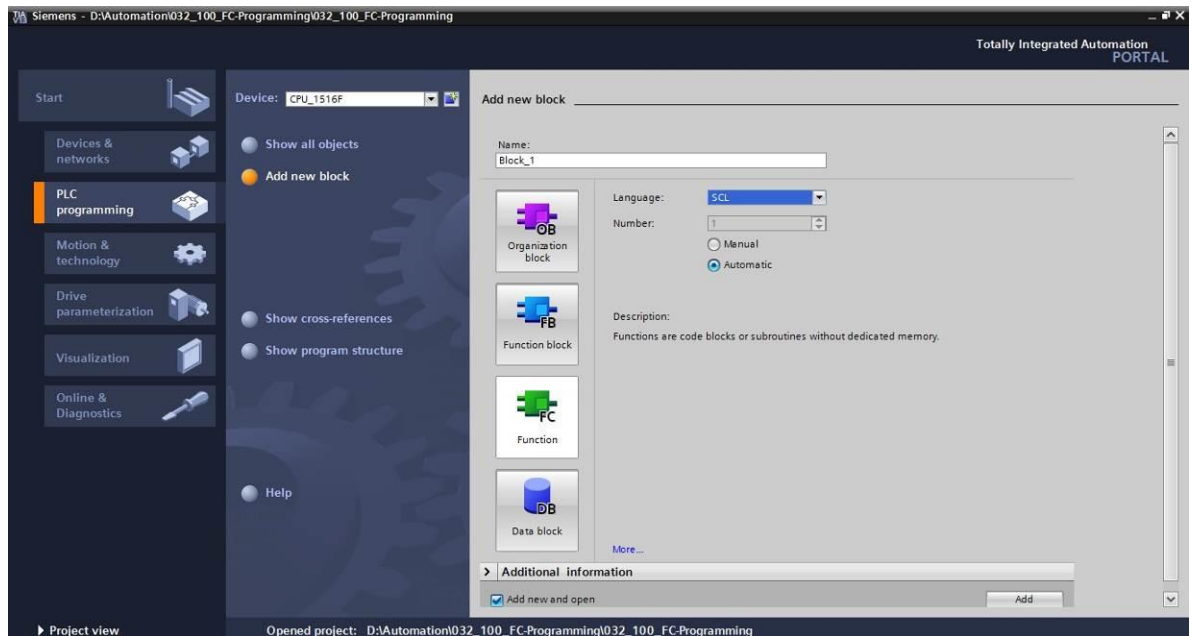 Siemens - D:\Automation\032_100_FC-Programming\032_100_FC-Programming
Totally Integrated Automation
PORTAL
Start
Devices &
networks
PLC
programming
Motion &
technology
Drive
parameterization
Visualization
Online &
Diagnostics
Project view
Device: CPU_1516F
Show all objects
Add new block
Show cross-references
Show program structure
Help
Add new block
Name:
Block_1
OB
Organization
block
FB
Function block
FC
Function
DB
Data block
Language: SCL
Number: 1
Manual
Automatic
Description:
Functions are code blocks or subroutines without dedicated memory.
More...
Additional information
Add new and open
Add
Opened project: D:\Automation\032_100_FC-Programming\032_100_FC-Programming